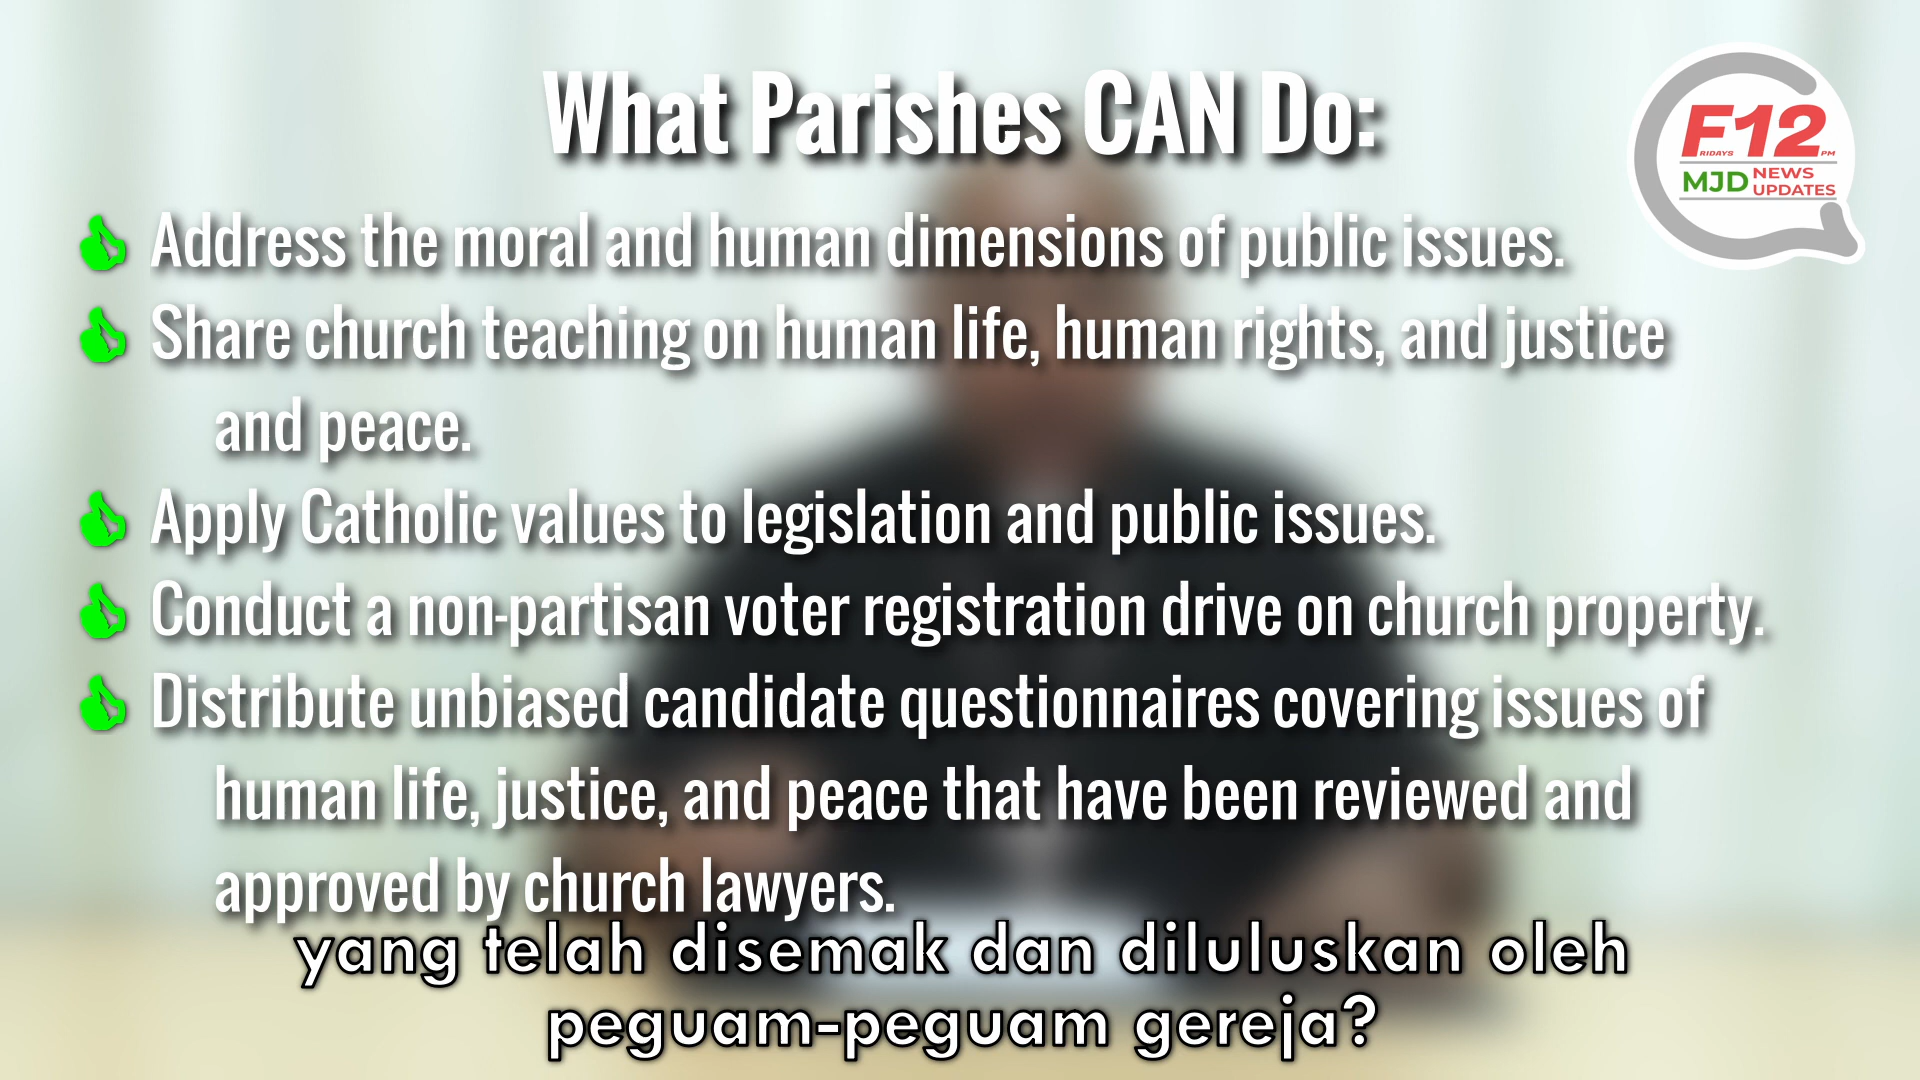 What Parishes CAN Do:
F12
RIDAYS PM
MJD NEWS UPDATES
Address the moral and human dimensions of public issues.
Share church teaching on human life, human rights, and justice
and peace.
Apply Catholic values to legislation and public issues.
Conduct a non-partisan voter registration drive on church property.
Distribute unbiased candidate questionnaires covering issues of
human life, justice, and peace that have been reviewed and
approved by church lawyers.
yang telah disemak dan diluluskan oleh
peguam-peguam gereja?